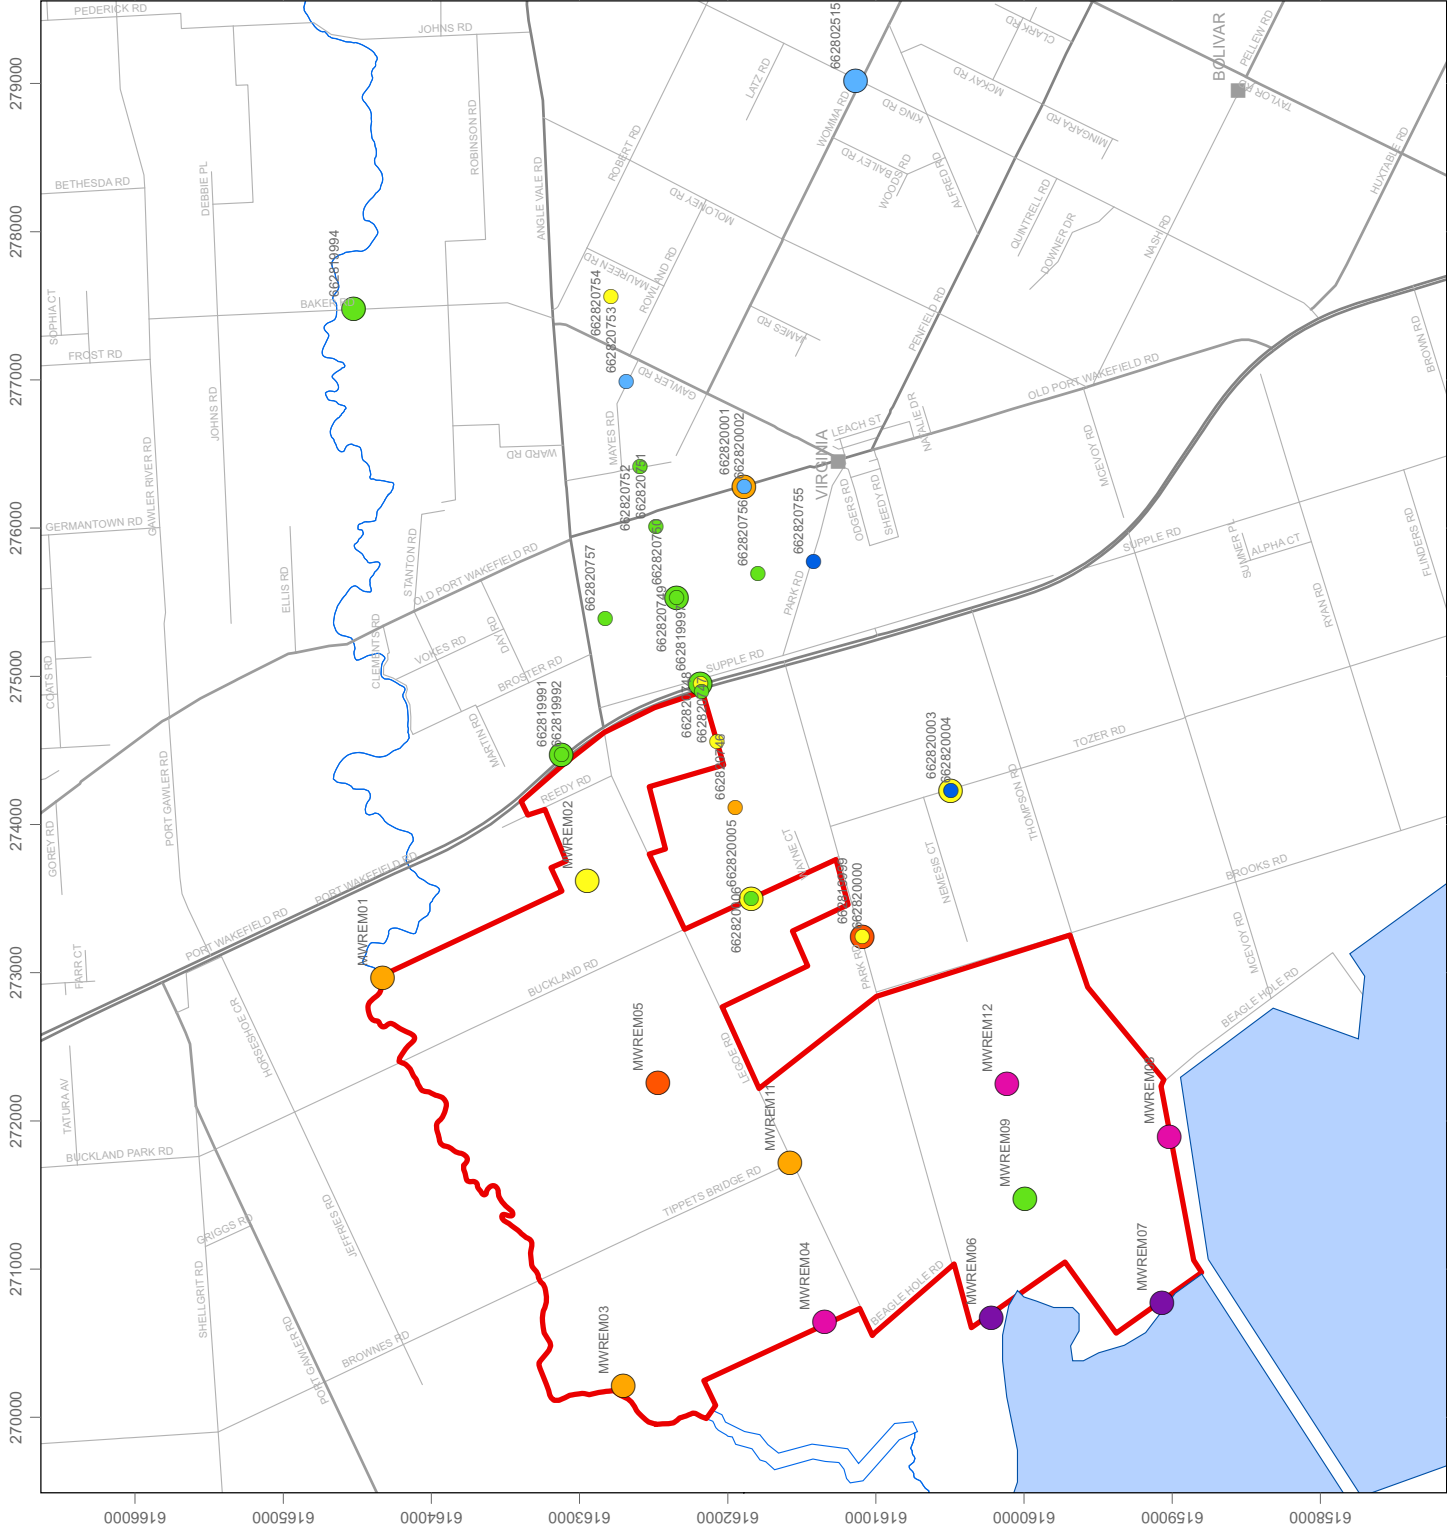 PEDERICK RD
JOHNS RD
CLARK RD
PELLEW RD
BOLIVAR
662802515
LATZ RD
MCKAY RD
TAYLOR RD
279000
WOMMA RD
KING RD
MINGARA RD
ROBINSON RD
ROBERT RD
BAILEY RD
WOODS RD
ALFRED RD
HUXTABLE RD
BETHESDA RD
DEBBIE PL
ANGLE VALE RD
MOLONEY RD
QUINTRELL RD
DOWNER DR
NASH RD
278000
662819994
MAUREEN RD
ROWLAND RD
SOPHIA CT
BAKER RD
662820754
662820753
JAMES RD
PENFIELD RD
BROWN RD
FROST RD
277000
GAWLER RD
OLD PORT WAKEFIELD RD
JOHNS RD
MAYES RD
LEACH ST
NATALIE DR
662820001
662820002
VIRGINIA
WARD RD
MCEVOY RD
GAWLER RIVER RD
662820752
662820751
ODGERS RD
SHEEDY RD
GERMANTOWN RD
276000
662820756
662820755
SUPPLE RD
SUMNER PL
ALPHA CT
FLINDERS RD
662820750
662820757
STANTON RD
OLD PORT WAKEFIELD RD
ELLIS RD
PARK RD
RYAN RD
662820749
662819997
CLEMENTS RD
VOKES RD
DAY RD
BROSTER RD
SUPPLE RD
COATS RD
275000
662820748
662820747
662819991
662819992
MARTIN RD
662820746
662820003
662820004
TOZER RD
PORT GAWLER RD
REEDY RD
THOMPSON RD
274000
GOREY RD
MWREM02
662820005
662820006
NEMESIS CT
BROOKS RD
PORT WAKEFIELD RD
PORT WAKEFIELD RD
662819999
662820000
MWREM01
FARR CT
MCEVOY RD
273000
BUCKLAND RD
PARK RD
BEAGLE HOLE RD
HORSESHOE CR
MWREM05
LEGOE RD
MWREM12
TATURA AV
272000
MWREM11
BUCKLAND PARK RD
MWREM09
TIPPETS BRIDGE RD
GRIGGS RD
JEFFRIES RD
271000
SHELLGRIT RD
MWREM04
BEAGLE HOLE RD
MWREM06
MWREM07
MWREM03
BROWNES RD
PORT GAWLER RD
270000
6166000
6165000
6164000
6163000
6162000
6161000
6160000
6159000
6158000